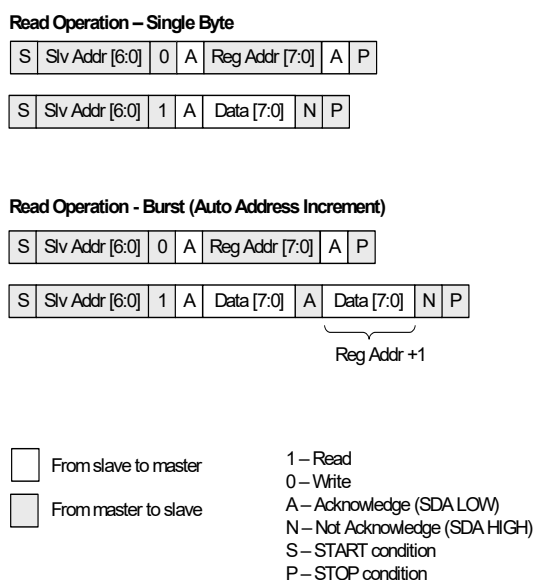 Read Operation – Single Byte
S Slv Addr [6:0] 0 A Reg Addr [7:0] A P
S Slv Addr [6:0] 1 A Data [7:0] N P
Read Operation - Burst (Auto Address Increment)
S Slv Addr [6:0] 0 A Reg Addr [7:0] A P
S Slv Addr [6:0] 1 A Data [7:0] A Data [7:0] N P
Reg Addr +1
From slave to master
From master to slave
1 – Read
0 – Write
A – Acknowledge (SDA LOW)
N – Not Acknowledge (SDA HIGH)
S – START condition
P – STOP condition